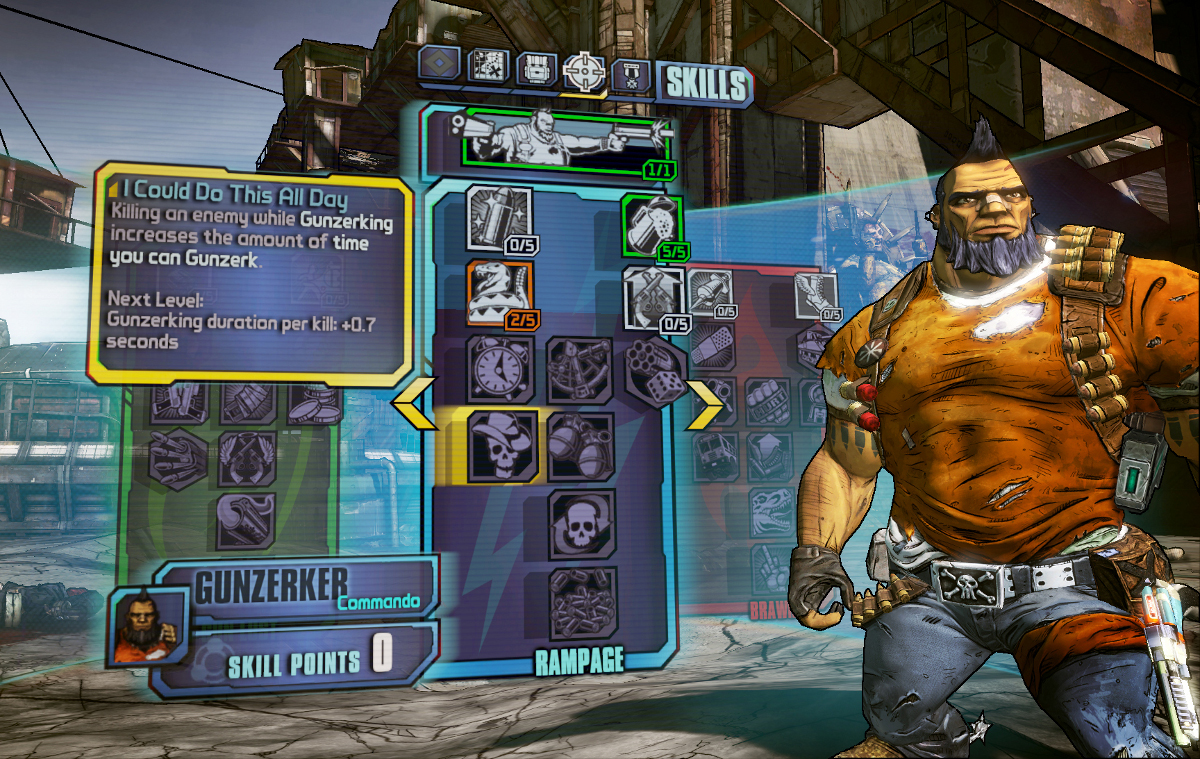 SKILLS
1/1
I Could Do This All Day
Killing an enemy while Gunzerking
increases the amount of time
you can Gunzerk.
Next Level:
Gunzerking duration per kill: +0.7
seconds
0/5
5/5
2/5
0/5
0/5
0/5
0/5
GUNZERKER
Commando
SKILL POINTS 0
RAMPAGE